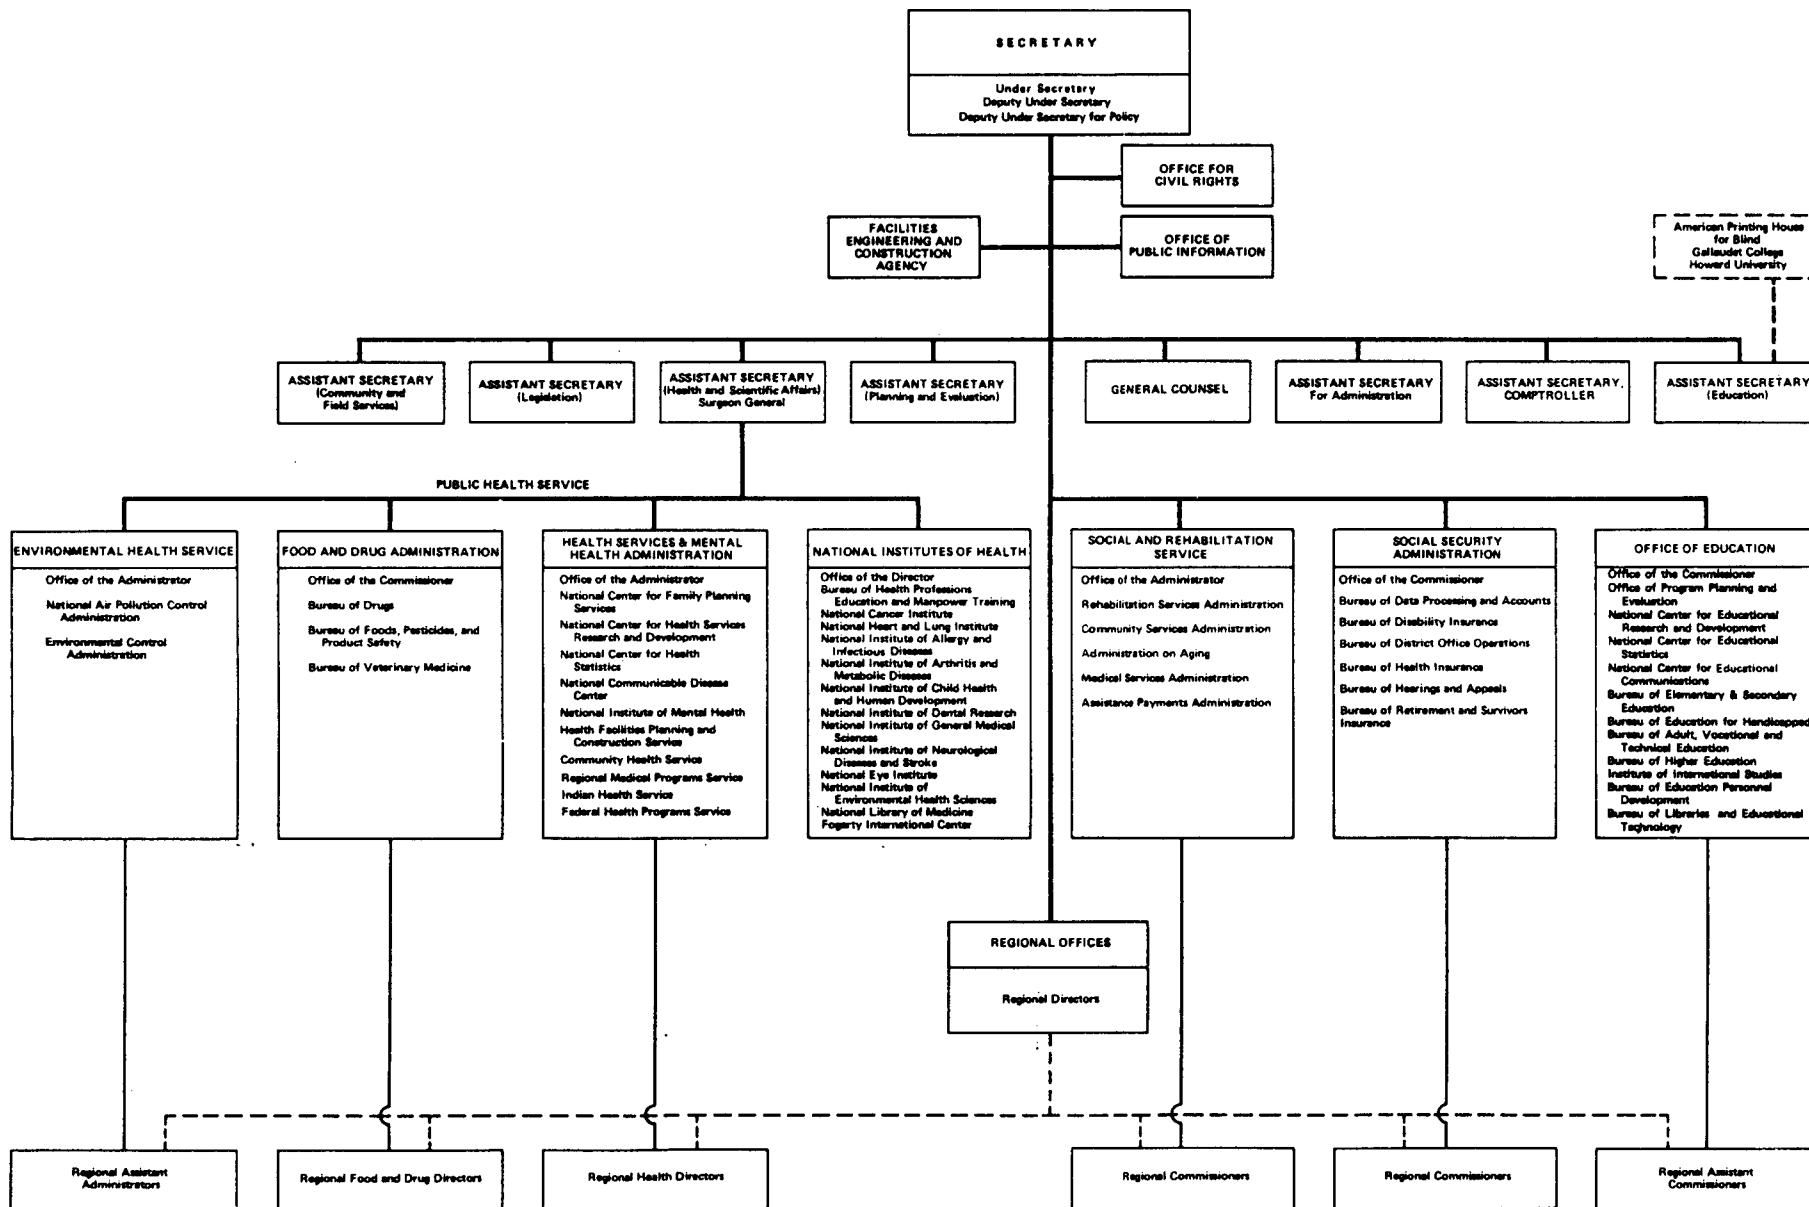 SECRETARY
Under Secretary
Deputy Under Secretary
Deputy Under Secretary for Policy
OFFICE FOR
CIVIL RIGHTS
FACILITIES
ENGINEERING AND
CONSTRUCTION
AGENCY
OFFICE OF
PUBLIC INFORMATION
American Printing House
for Blind
Gallaudet College
Howard University
ASSISTANT SECRETARY
(Community and
Field Services)
ASSISTANT SECRETARY
(Legislation)
ASSISTANT SECRETARY
(Health and Scientific Affairs)
Surgeon General
ASSISTANT SECRETARY
(Planning and Evaluation)
GENERAL COUNSEL
ASSISTANT SECRETARY
For Administration
ASSISTANT SECRETARY,
COMPTROLLER
ASSISTANT SECRETARY
(Education)
PUBLIC HEALTH SERVICE
ENVIRONMENTAL HEALTH SERVICE
Office of the Administrator
National Air Pollution Control
Administration
Environmental Control
Administration
FOOD AND DRUG ADMINISTRATION
Office of the Commissioner
Bureau of Drugs
Bureau of Foods, Pesticides, and
Product Safety
Bureau of Veterinary Medicine
HEALTH SERVICES & MENTAL
HEALTH ADMINISTRATION
Office of the Administrator
National Center for Family Planning
Services
National Center for Health Services
Research and Development
National Center for Health
Statistics
National Communicable Disease
Center
National Institute of Mental Health
Health Facilities Planning and
Construction Service
Community Health Service
Regional Medical Programs Service
Indian Health Service
Federal Health Programs Service
NATIONAL INSTITUTES OF HEALTH
Office of the Director
Bureau of Health Professions
Education and Manpower Training
National Cancer Institute
National Heart and Lung Institute
National Institute of Allergy and
Infectious Diseases
National Institute of Arthritis and
Metabolic Diseases
National Institute of Child Health
and Human Development
National Institute of Dental Research
National Institute of General Medical
Sciences
National Institute of Neurological
Diseases and Stroke
National Eye Institute
National Institute of
Environmental Health Sciences
National Library of Medicine
Fogarty International Center
SOCIAL AND REHABILITATION
SERVICE
Office of the Administrator
Rehabilitation Services Administration
Community Services Administration
Administration on Aging
Medical Services Administration
Assistance Payments Administration
SOCIAL SECURITY
ADMINISTRATION
Office of the Commissioner
Bureau of Data Processing and Accounts
Bureau of Disability Insurance
Bureau of District Office Operations
Bureau of Health Insurance
Bureau of Hearings and Appeals
Bureau of Retirement and Survivors
Insurance
OFFICE OF EDUCATION
Office of the Commissioner
Office of Program Planning and
Evaluation
National Center for Educational
Research and Development
National Center for Educational
Statistics
National Center for Educational
Communications
Bureau of Elementary & Secondary
Education
Bureau of Education for Handicapped
Bureau of Adult, Vocational and
Technical Education
Bureau of Higher Education
Institute of International Studies
Bureau of Education Personnel
Development
Bureau of Libraries and Educational
Technology
REGIONAL OFFICES
Regional Directors
Regional Assistant
Administrators
Regional Food and Drug Directors
Regional Health Directors
Regional Commissioners
Regional Commissioners
Regional Assistant
Commissioners